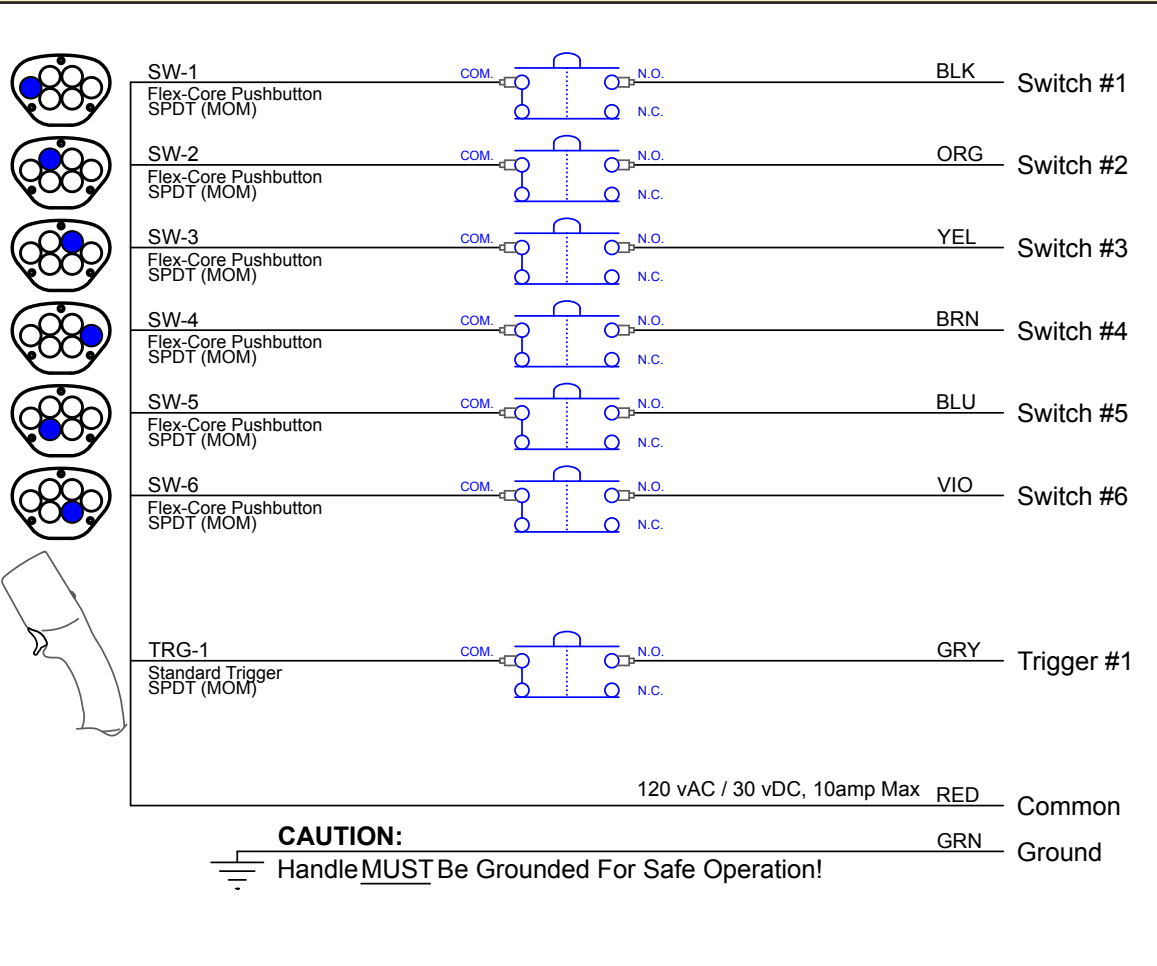 SW-1 COM. N.O. BLK Switch #1
Flex-Core Pushbutton
SPDT (MOM) N.C.
SW-2 COM. N.O. ORG Switch #2
Flex-Core Pushbutton
SPDT (MOM) N.C.
SW-3 COM. N.O. YEL Switch #3
Flex-Core Pushbutton
SPDT (MOM) N.C.
SW-4 COM. N.O. BRN Switch #4
Flex-Core Pushbutton
SPDT (MOM) N.C.
SW-5 COM. N.O. BLU Switch #5
Flex-Core Pushbutton
SPDT (MOM) N.C.
SW-6 COM. N.O. VIO Switch #6
Flex-Core Pushbutton
SPDT (MOM) N.C.
TRG-1 COM. N.O. GRY Trigger #1
Standard Trigger
SPDT (MOM) N.C.
120 vAC / 30 vDC, 10amp Max RED Common
CAUTION: GRN Ground
Handle MUST Be Grounded For Safe Operation!